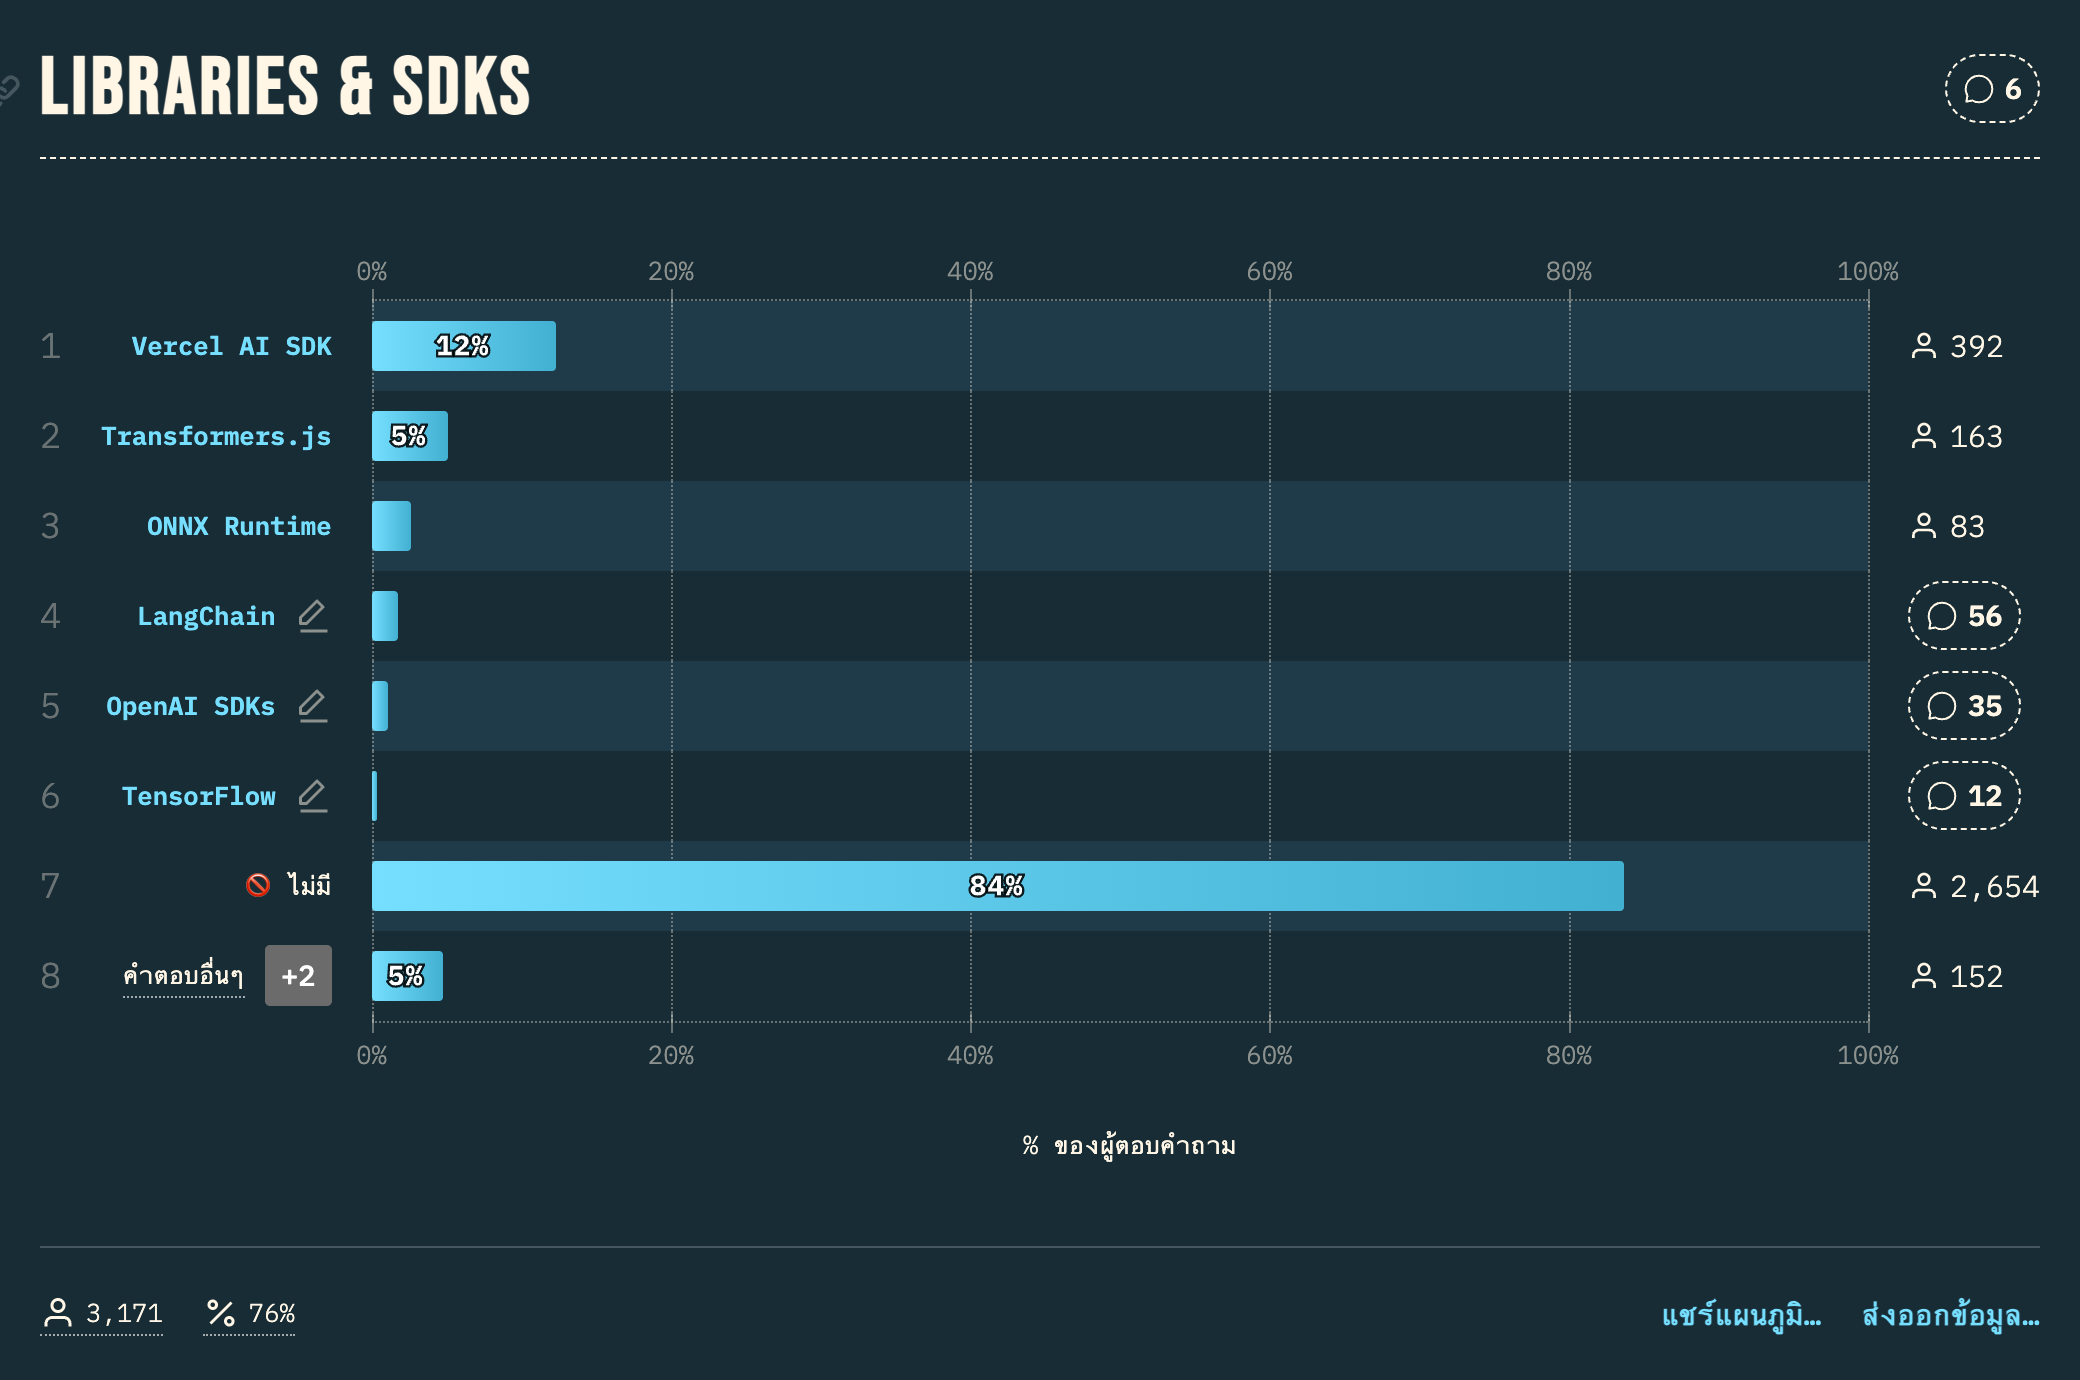 LIBRARIES & SDKS
6
0% 20% 40% 60% 80% 100%
1 Vercel AI SDK 12% 392
2 Transformers.js 5% 163
3 ONNX Runtime 83
4 LangChain 56
5 OpenAI SDKs 35
6 TensorFlow 12
7 ไม่มี 84% 2,654
8 คำตอบอื่นๆ +2 5% 152
0% 20% 40% 60% 80% 100%
% ของผู้ตอบคำถาม
3,171 76% แชร์แผนภูมิ… ส่งออกข้อมูล…